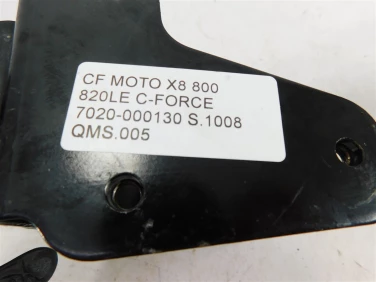 CF MOTO X8 800
820LE C-FORCE
7020-000130 S.1008
QMS.005